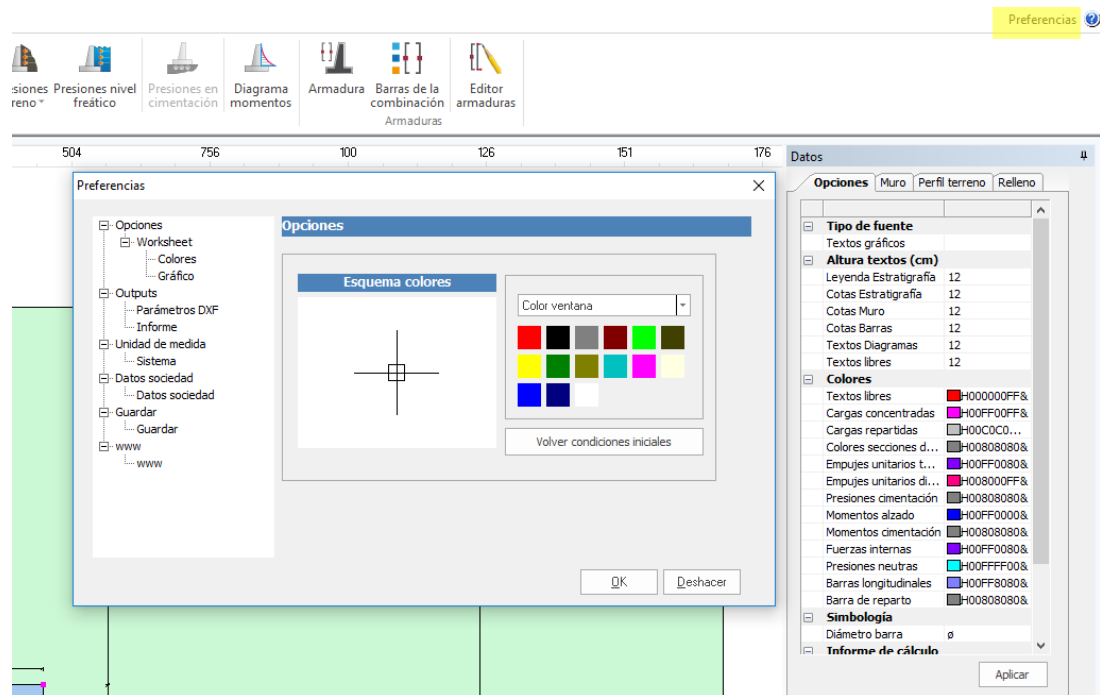 Preferencias
siones Presiones nivel Presiones en Diagrama Armadura Barras de la Editor
reno freático cimentación momentos combinación armaduras
Armaduras
504 756 100 126 151 176
Datos
Opciones Muro Perfil terreno Relleno
Tipo de fuente
Textos gráficos
Altura textos (cm)
Leyenda Estratigrafía 12
Cotas Estratigrafía 12
Cotas Muro 12
Cotas Barras 12
Textos Diagramas 12
Textos libres 12
Colores
Textos libres H000000FF&
Cargas concentradas H00FF00FF&
Cargas repartidas H00C0C0...
Colores secciones d... H00808080&
Empujes unitarios t... H00FF0080&
Empujes unitarios di... H008000FF&
Presiones cimentación H00808080&
Momentos alzado H00FF0000&
Momentos cimentación H00808080&
Fuerzas internas H00FF0080&
Presiones neutras H00FFFF00&
Barras longitudinales H00FF8080&
Barra de reparto H00808080&
Simbología
Diámetro barra ø
Informe de cálculo
Aplicar
Preferencias
Opciones
Worksheet
Colores
Gráfico
Outputs
Parámetros DXF
Informe
Unidad de medida
Sistema
Datos sociedad
Datos sociedad
Guardar
Guardar
www
www
Opciones
Esquema colores
Color ventana
Volver condiciones iniciales
OK Deshacer